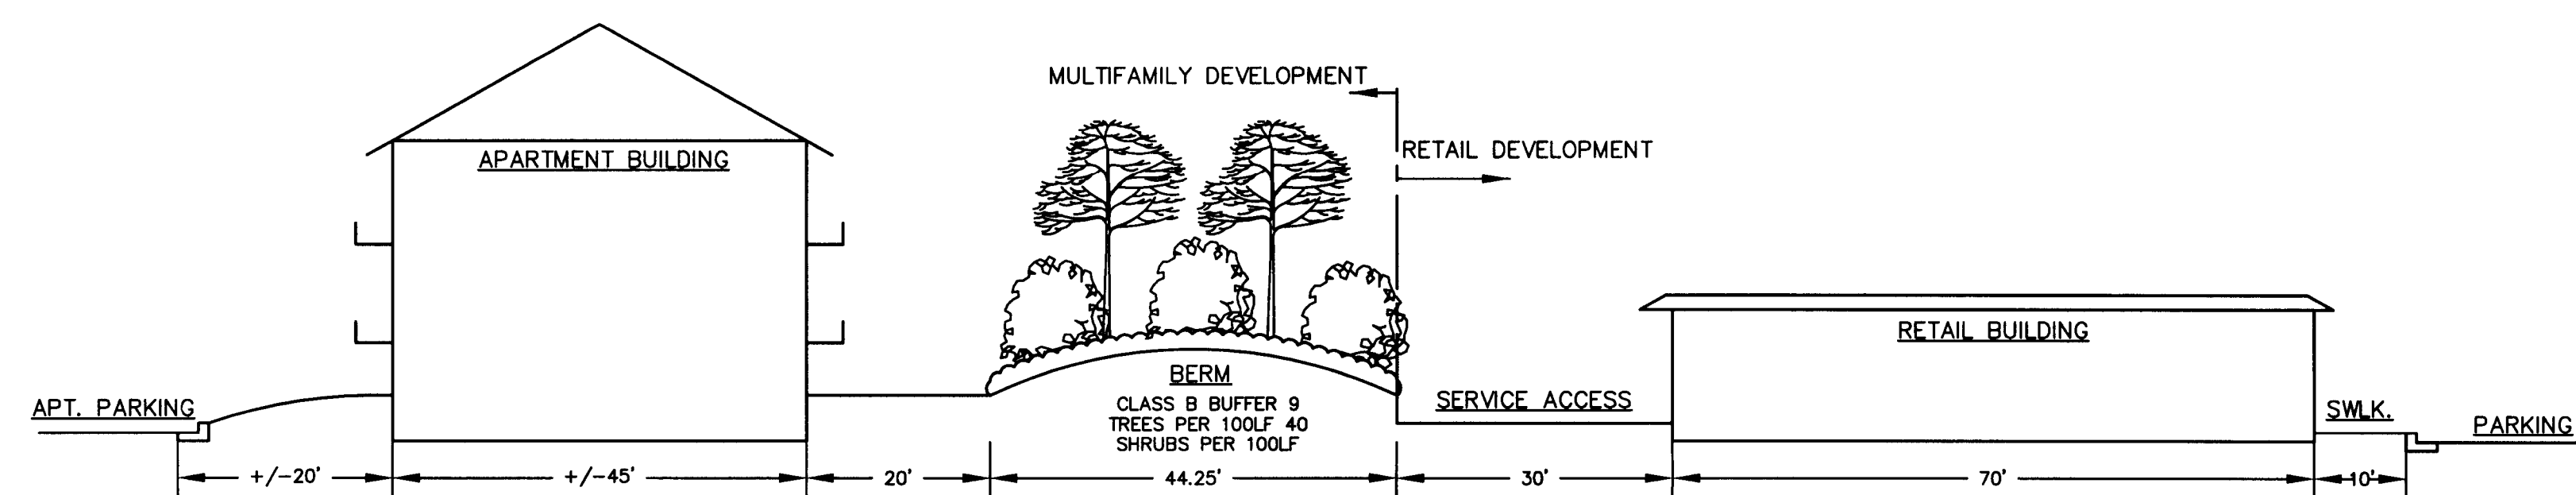 MULTIFAMILY DEVELOPMENT
RETAIL DEVELOPMENT
APARTMENT BUILDING
RETAIL BUILDING
BERM
CLASS B BUFFER 9
TREES PER 100LF 40
SHRUBS PER 100LF
APT. PARKING
SERVICE ACCESS
SWLK.
PARKING
+/-20' +/-45' 20' 44.25' 30' 70' 10'